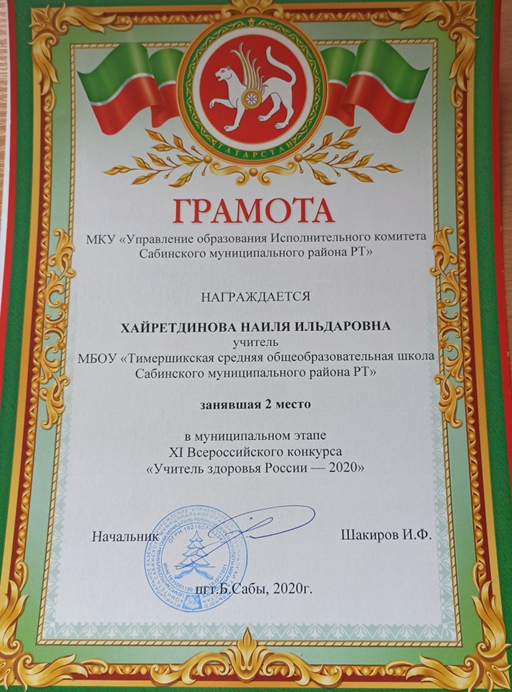 ТАТАРСТАН
ГРАМОТА
МКУ «Управление образования Исполнительного комитета
Сабинского муниципального района РТ»
НАГРАЖДАЕТСЯ
ХАЙРЕТДИНОВА НАИЛЯ ИЛЬДАРОВНА
учитель
МБОУ «Тимершикская средняя общеобразовательная школа
Сабинского муниципального района РТ»
занявшая 2 место
в муниципальном этапе
XI Всероссийского конкурса
«Учитель здоровья России — 2020»
Начальник Шакиров И.Ф.
пгт.Б.Сабы, 2020г.